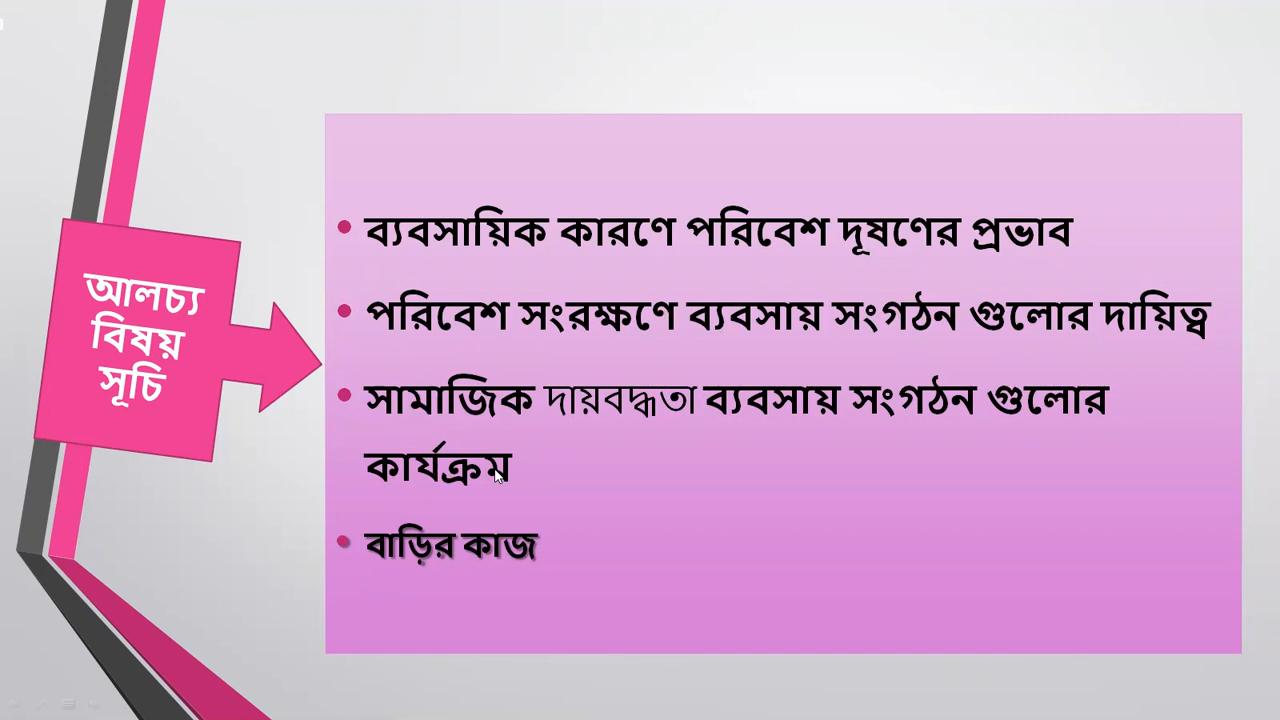 আলচ্য
বিষয়
সূচি
ব্যবসায়িক কারণে পরিবেশ দূষণের প্রভাব
পরিবেশ সংরক্ষণে ব্যবসায় সংগঠন গুলোর দায়িত্ব
সামাজিক দায়বদ্ধতা ব্যবসায় সংগঠন গুলোর
কার্যক্রম
বাড়ির কাজ